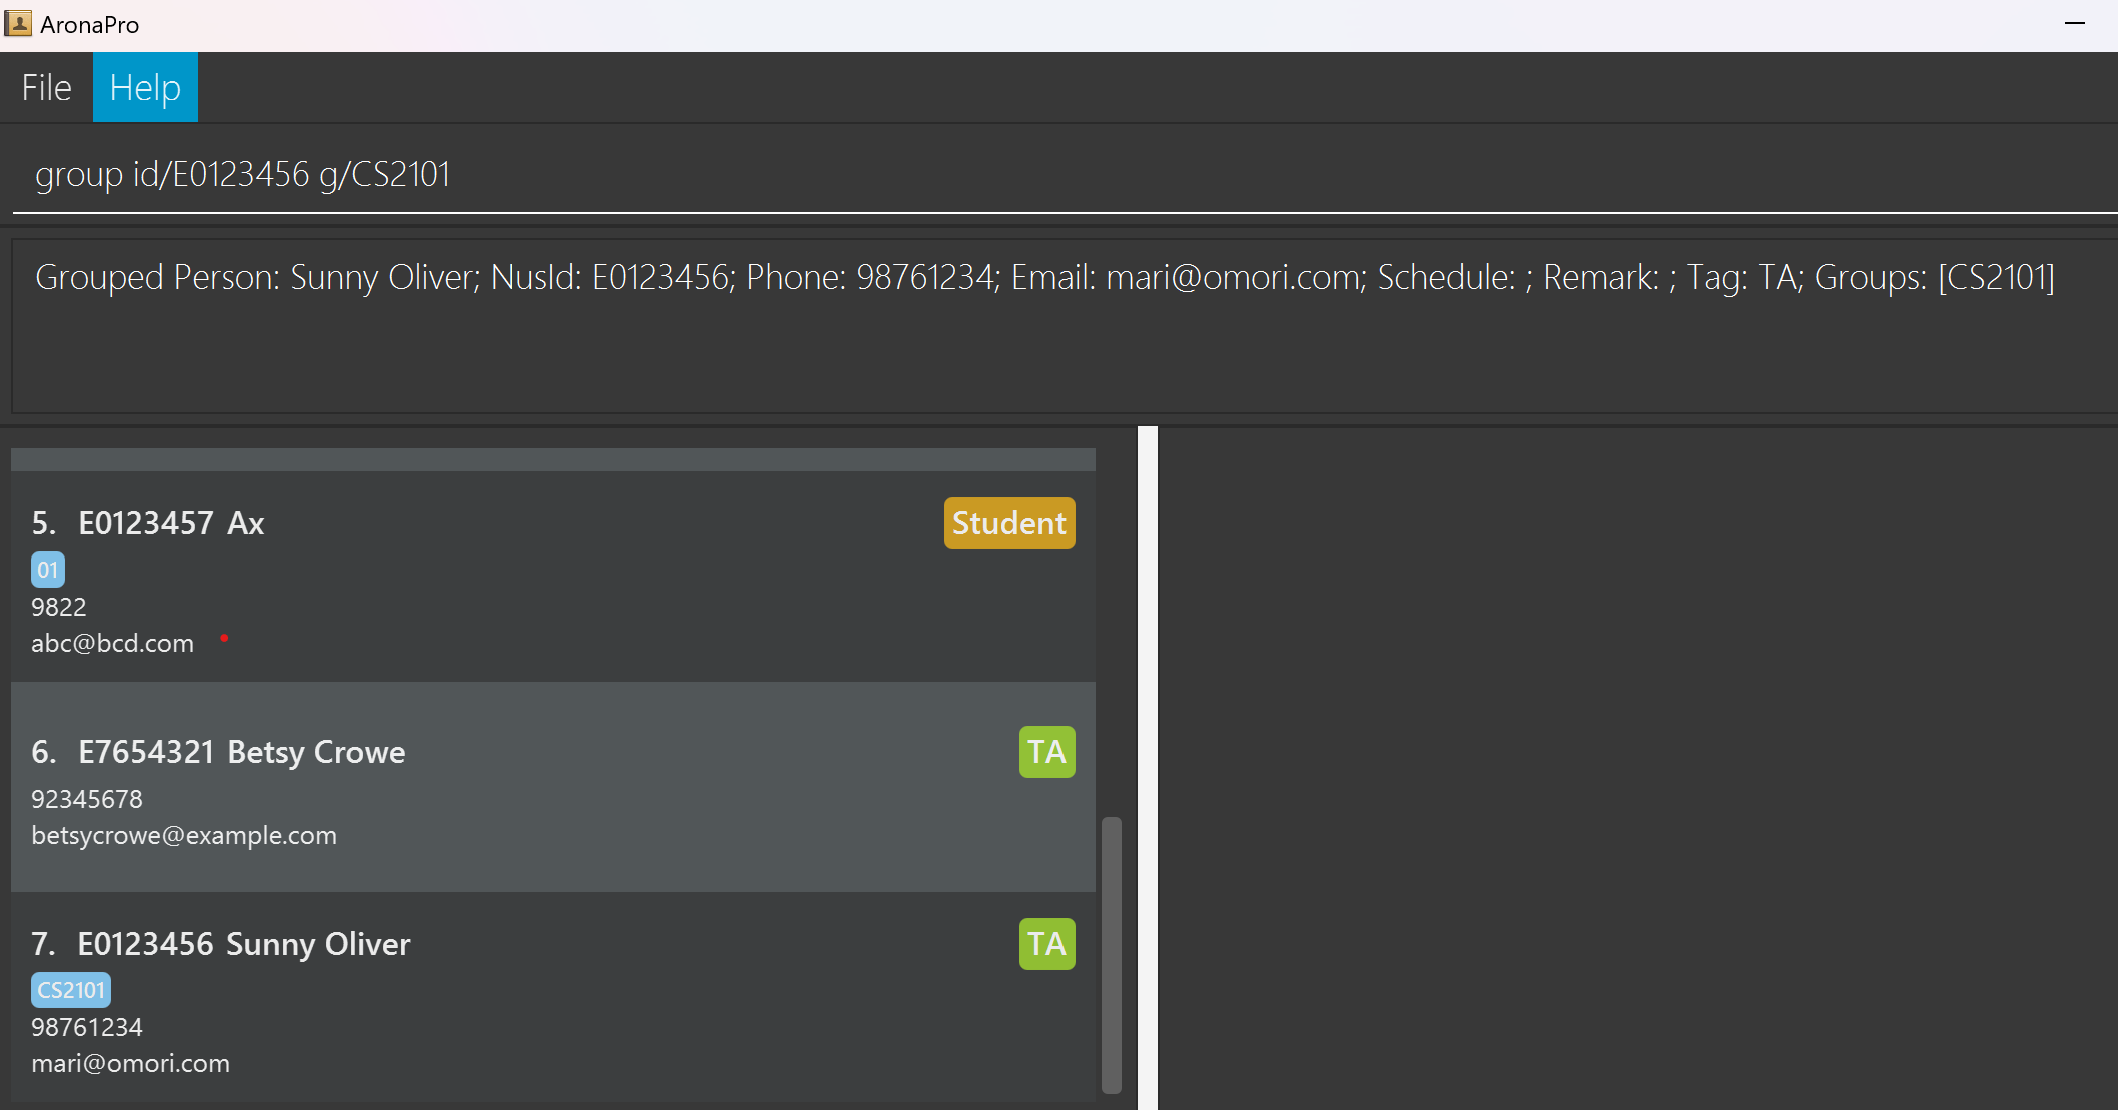 AronaPro
File Help
group id/E0123456 g/CS2101
Grouped Person: Sunny Oliver; NusId: E0123456; Phone: 98761234; Email: mari@omori.com; Schedule: ; Remark: ; Tag: TA; Groups: [CS2101]
5. E0123457 Ax Student
01
9822
abc@bcd.com
6. E7654321 Betsy Crowe TA
92345678
betsycrowe@example.com
7. E0123456 Sunny Oliver TA
CS2101
98761234
mari@omori.com